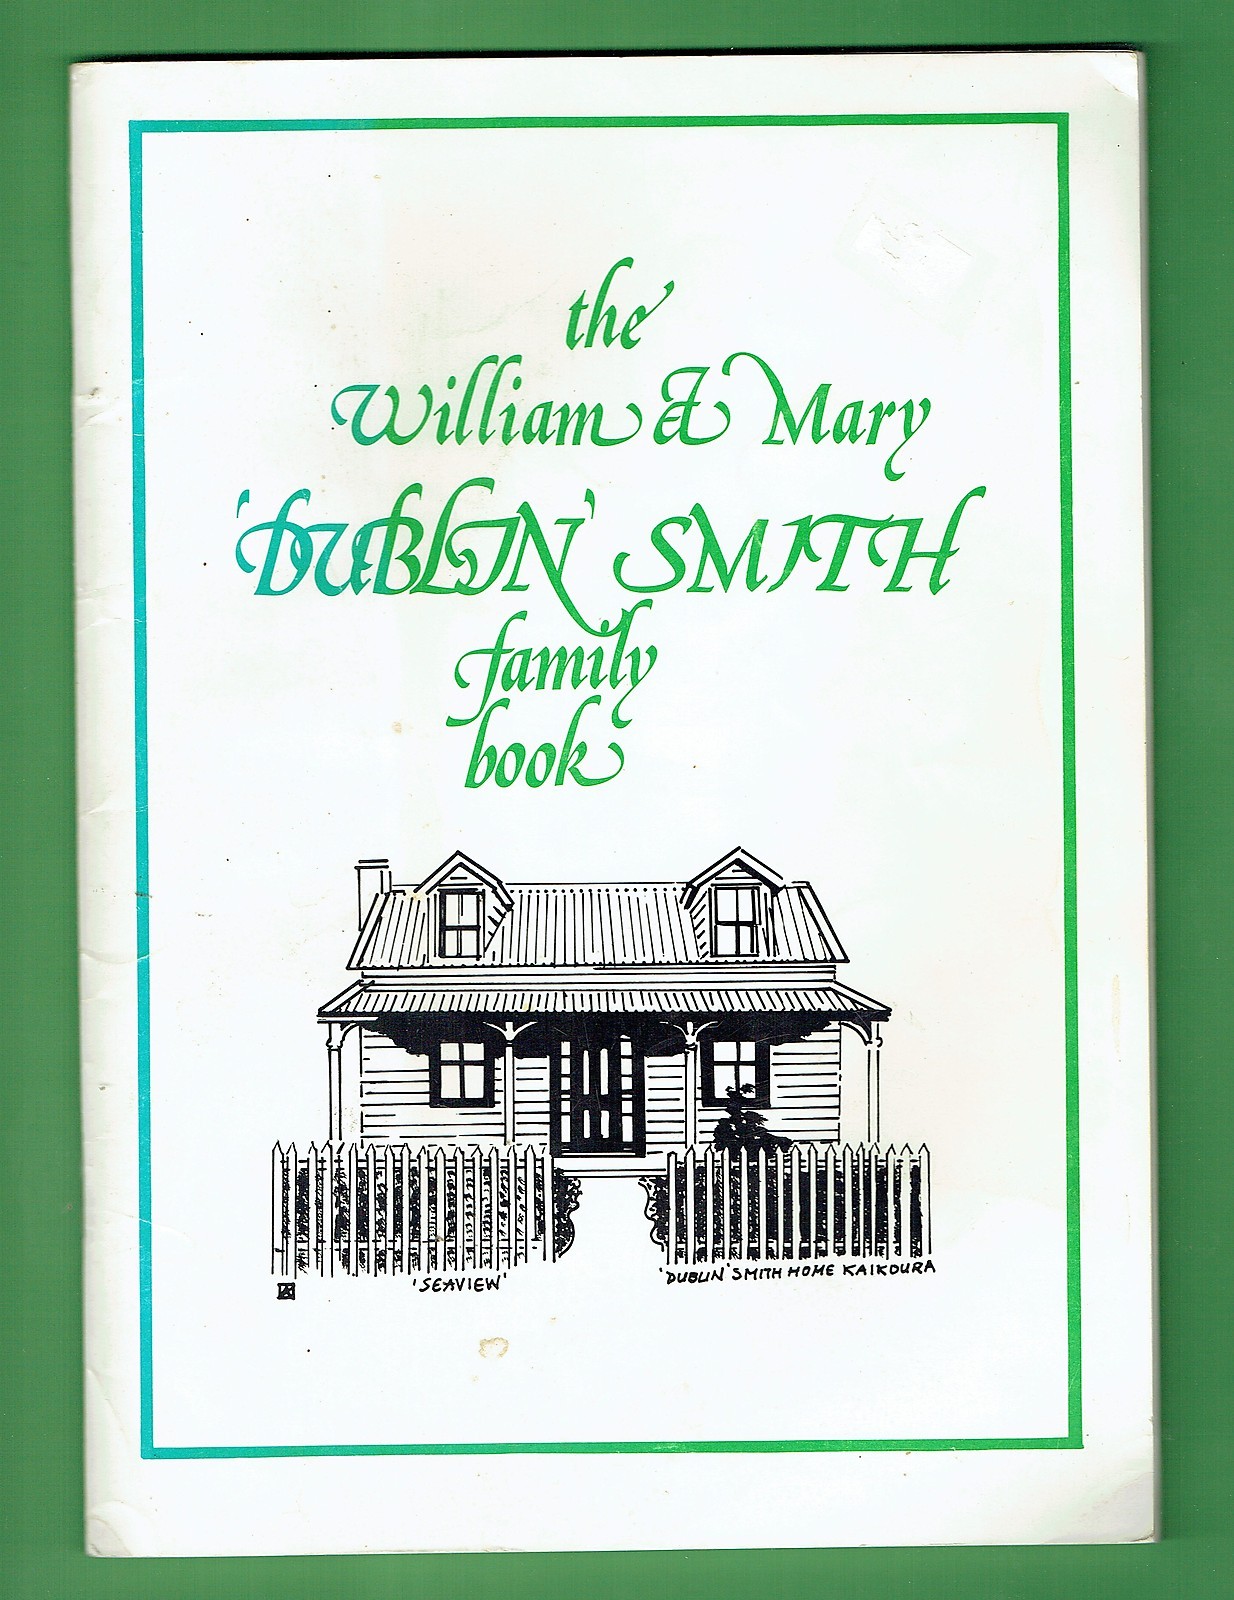 the
William & Mary
'DUBLIN' SMITH
family
book
'SEAVIEW'
'DUBLIN' SMITH HOME KAIKOURA